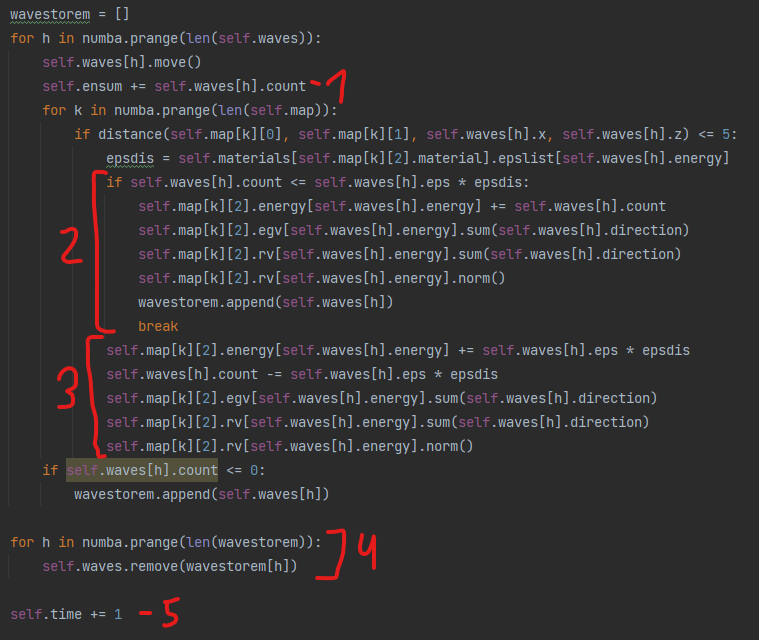 wavestorem = []
for h in numba.prange(len(self.waves)):
self.waves[h].move()
self.ensum += self.waves[h].count -1
for k in numba.prange(len(self.map)):
if distance(self.map[k][0], self.map[k][1], self.waves[h].x, self.waves[h].z) <= 5:
epsdis = self.materials[self.map[k][2].material].epslist[self.waves[h].energy]
if self.waves[h].count <= self.waves[h].eps * epsdis:
self.map[k][2].energy[self.waves[h].energy] += self.waves[h].count
2 self.map[k][2].egv[self.waves[h].energy].sum(self.waves[h].direction)
self.map[k][2].rv[self.waves[h].energy].sum(self.waves[h].direction)
self.map[k][2].rv[self.waves[h].energy].norm()
wavestorem.append(self.waves[h])
break
self.map[k][2].energy[self.waves[h].energy] += self.waves[h].eps * epsdis
3 self.waves[h].count -= self.waves[h].eps * epsdis
self.map[k][2].egv[self.waves[h].energy].sum(self.waves[h].direction)
self.map[k][2].rv[self.waves[h].energy].sum(self.waves[h].direction)
self.map[k][2].rv[self.waves[h].energy].norm()
if self.waves[h].count <= 0:
wavestorem.append(self.waves[h])
for h in numba.prange(len(wavestorem)): 4
self.waves.remove(wavestorem[h])
self.time += 1 - 5